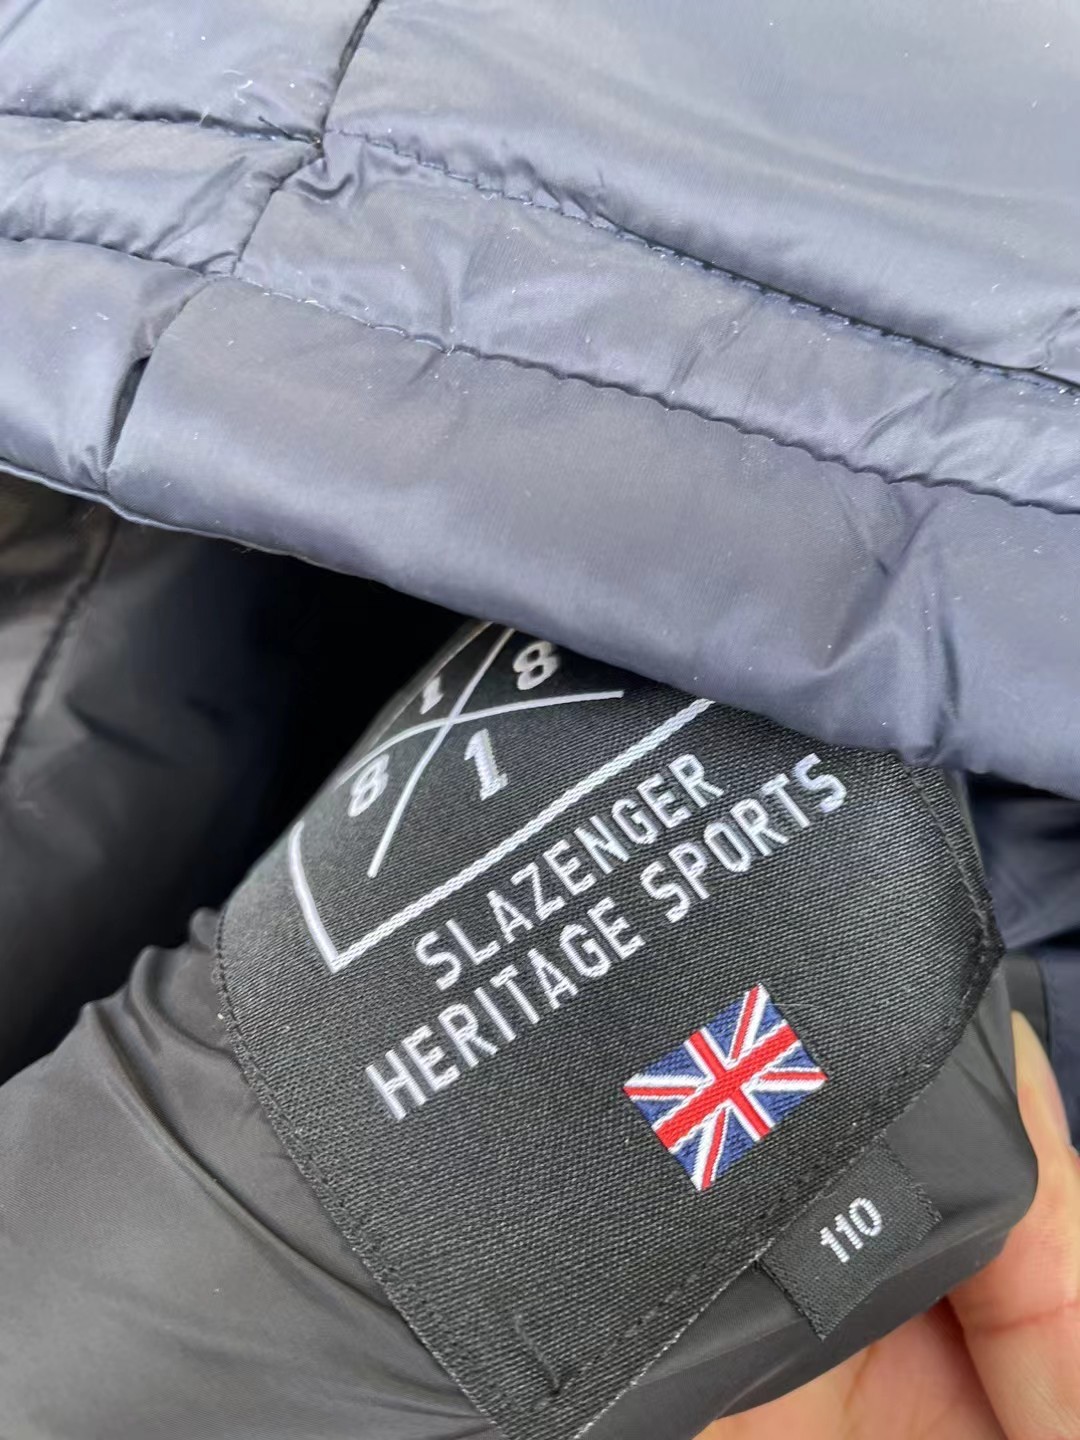 1 8
8 1
SLAZENGER
HERITAGE SPORTS
110